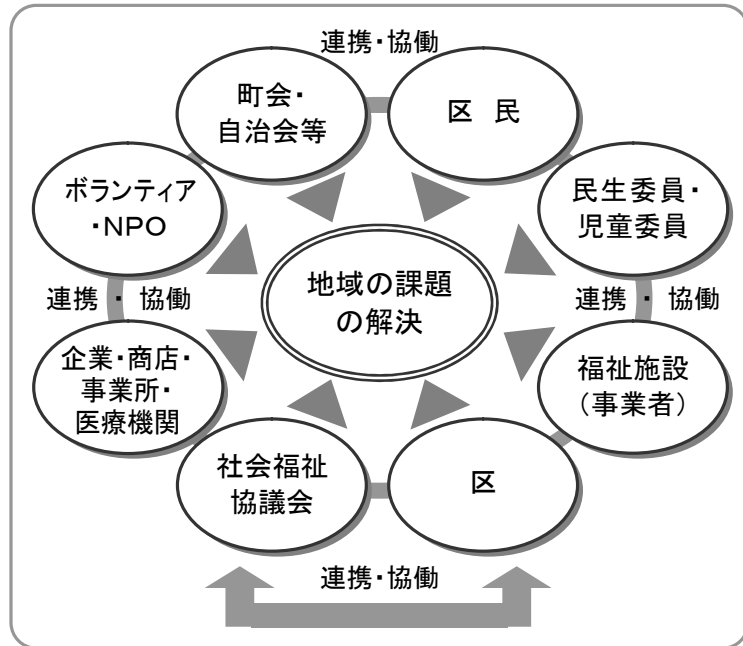 連携・協働
町会・
自治会等
区 民
ボランティア
・NPO
民生委員・
児童委員
地域の課題
の解決
連携・協働
連携・協働
企業・商店・
事業所・
医療機関
福祉施設
（事業者）
社会福祉
協議会
区
連携・協働